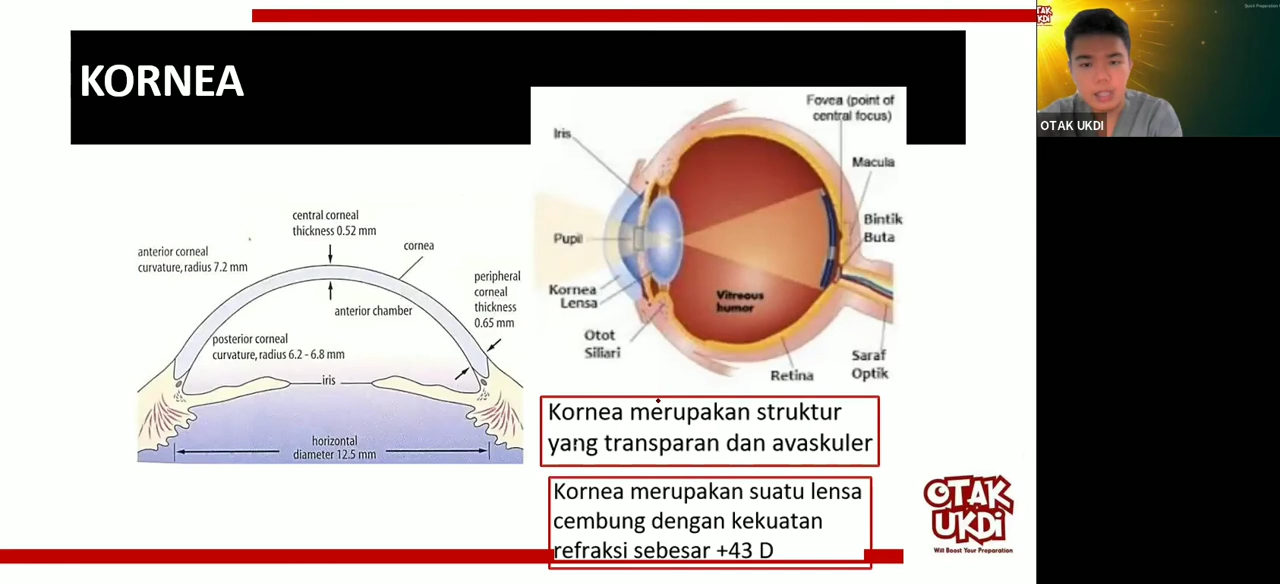 KORNEA
central corneal
thickness 0.52 mm
anterior corneal
curvature, radius 7.2 mm
cornea
peripheral
corneal
thickness
0.65 mm
anterior chamber
posterior corneal
curvature, radius 6.2 - 6.8 mm
iris
horizontal
diameter 12.5 mm
Fovea (point of
central focus)
Iris
Macula
Bintik
Buta
Pupil
Kornea
Lensa
Vitreous
humor
Otot
Siliari
Retina
Saraf
Optik
Kornea merupakan struktur
yang transparan dan avaskuler
Kornea merupakan suatu lensa
cembung dengan kekuatan
refraksi sebesar +43 D
OTAK
UKDI
Will Boost Your Preparation
OTAK UKDI